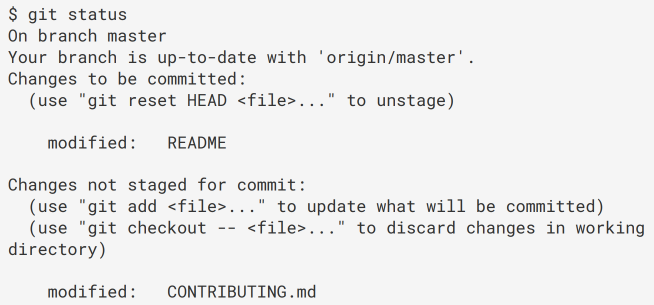 $ git status
On branch master
Your branch is up-to-date with 'origin/master'.
Changes to be committed:
  (use "git reset HEAD <file>..." to unstage)

    modified:   README

Changes not staged for commit:
  (use "git add <file>..." to update what will be committed)
  (use "git checkout -- <file>..." to discard changes in working
directory)

    modified:   CONTRIBUTING.md